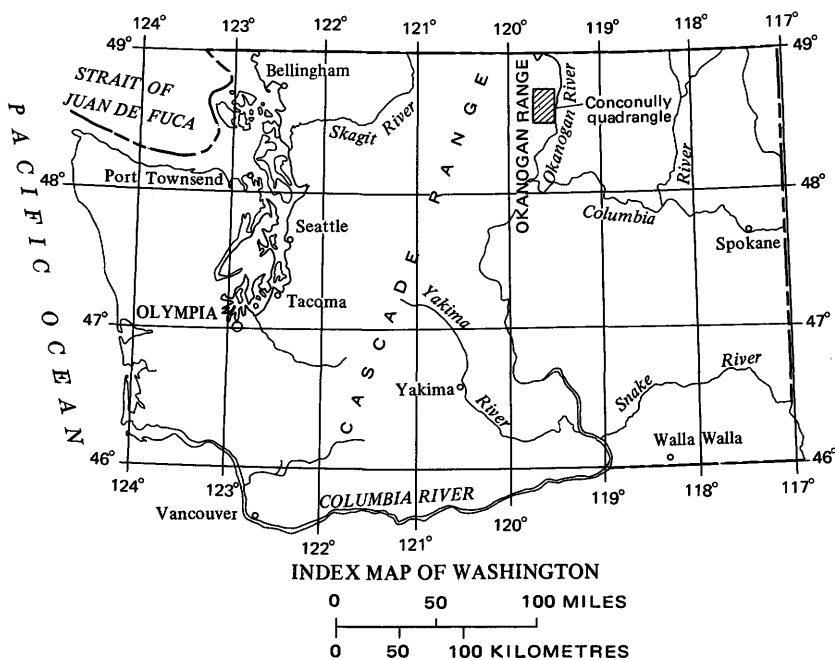 124° 123° 122° 121° 120° 119° 118° 117°
49° 49°
STRAIT OF
JUAN DE FUCA
Bellingham
Skagit River
PACIFIC OCEAN
CASCADE RANGE
OKANOGAN RANGE
Okanogan River
Conconully
quadrangle
River
Port Townsend
48° 48°
Columbia
Seattle
Spokane
Tacoma
OLYMPIA
47° 47°
Yakima
River
Yakima
Snake River
Walla Walla
46° 46°
124° 123° 122° 121° 120° 119° 118° 117°
COLUMBIA RIVER
Vancouver
INDEX MAP OF WASHINGTON
0 50 100 MILES
0 50 100 KILOMETRES